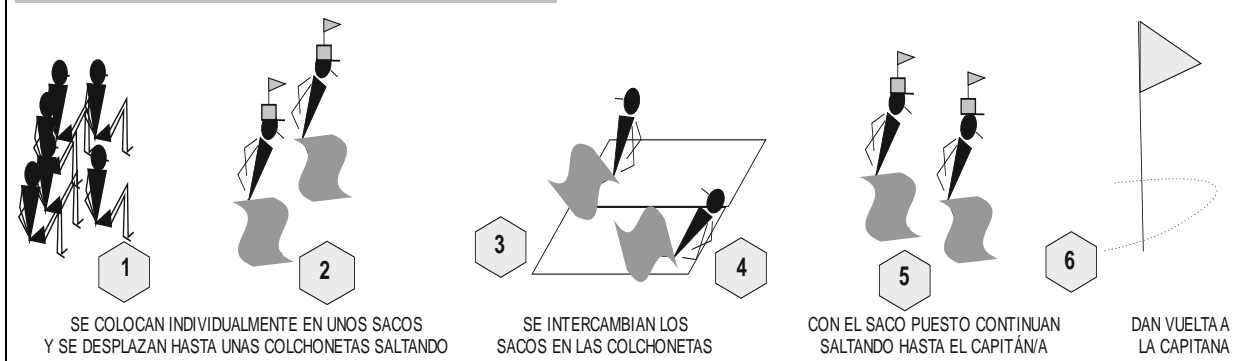 1
2
3
4
5
6
SE COLOCAN INDIVIDUALMENTE EN UNOS SACOS
Y SE DESPLAZAN HASTA UNAS COLCHONETAS SALTANDO
SE INTERCAMBIAN LOS
SACOS EN LAS COLCHONETAS
CON EL SACO PUESTO CONTINUAN
SALTANDO HASTA EL CAPITÁN/A
DAN VUELTA A
LA CAPITANA